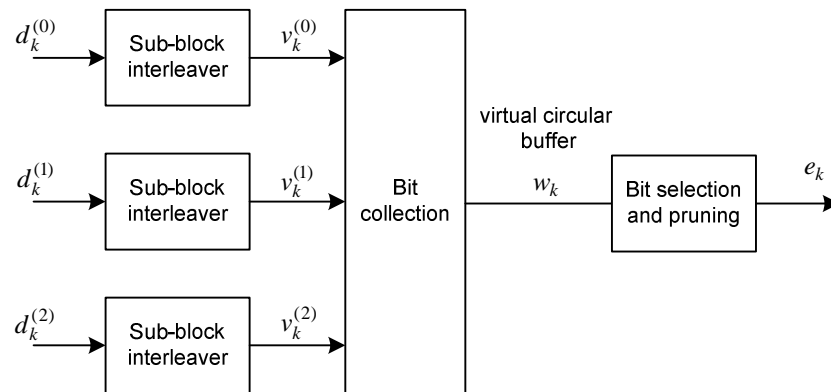 d_k^{(0)}
Sub-block
interleaver
v_k^{(0)}
d_k^{(1)}
Sub-block
interleaver
v_k^{(1)}
d_k^{(2)}
Sub-block
interleaver
v_k^{(2)}
Bit
collection
virtual circular
buffer
w_k
Bit selection
and pruning
e_k